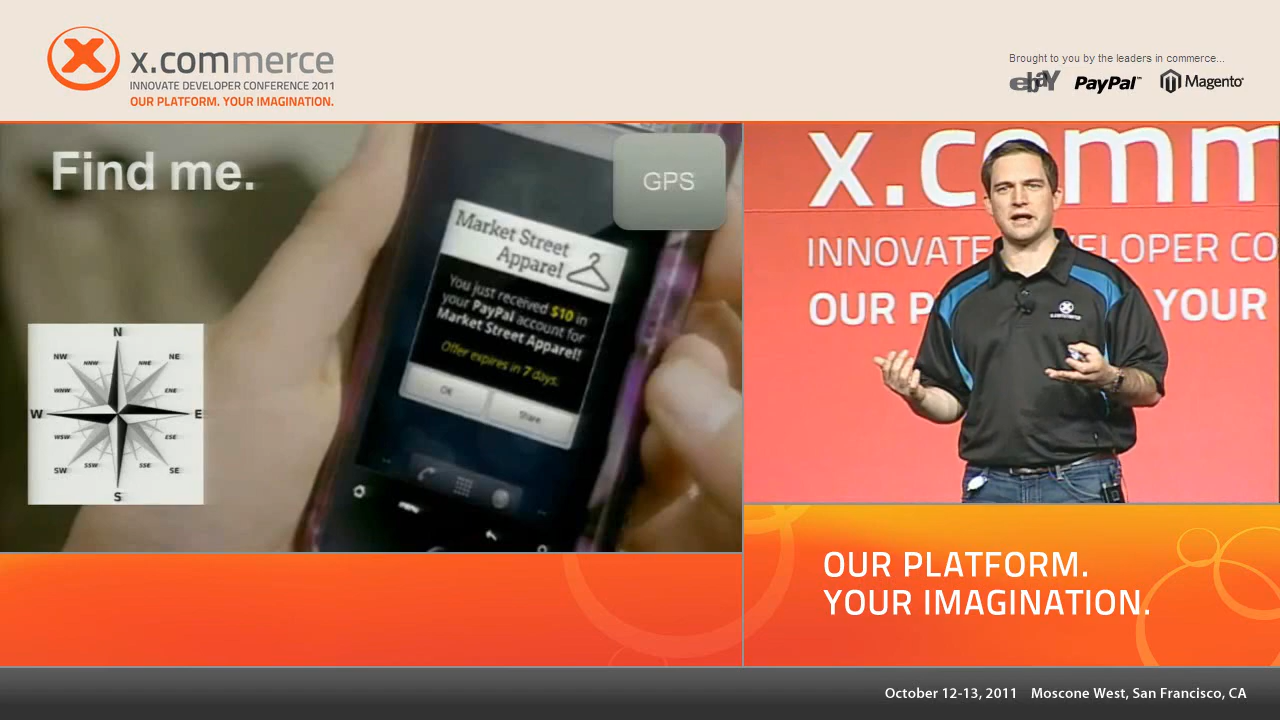 x.commerce
INNOVATE DEVELOPER CONFERENCE 2011
OUR PLATFORM. YOUR IMAGINATION.
Brought to you by the leaders in commerce...
ebaY
PayPal™
Magento®
Find me.
GPS
Market Street
Apparel
You just received $10 in
your PayPal account for
Market Street Apparel!
Offer expires in 7 days.
OK
Share
N
NW
NNW
NNE
NE
WNW
ENE
W
E
WSW
ESE
SW
SSW
SSE
SE
S
x.comm
INNOVATE DEVELOPER CO
OUR P
YOUR
x.commerce
OUR PLATFORM.
YOUR IMAGINATION.
October 12-13, 2011 Moscone West, San Francisco, CA